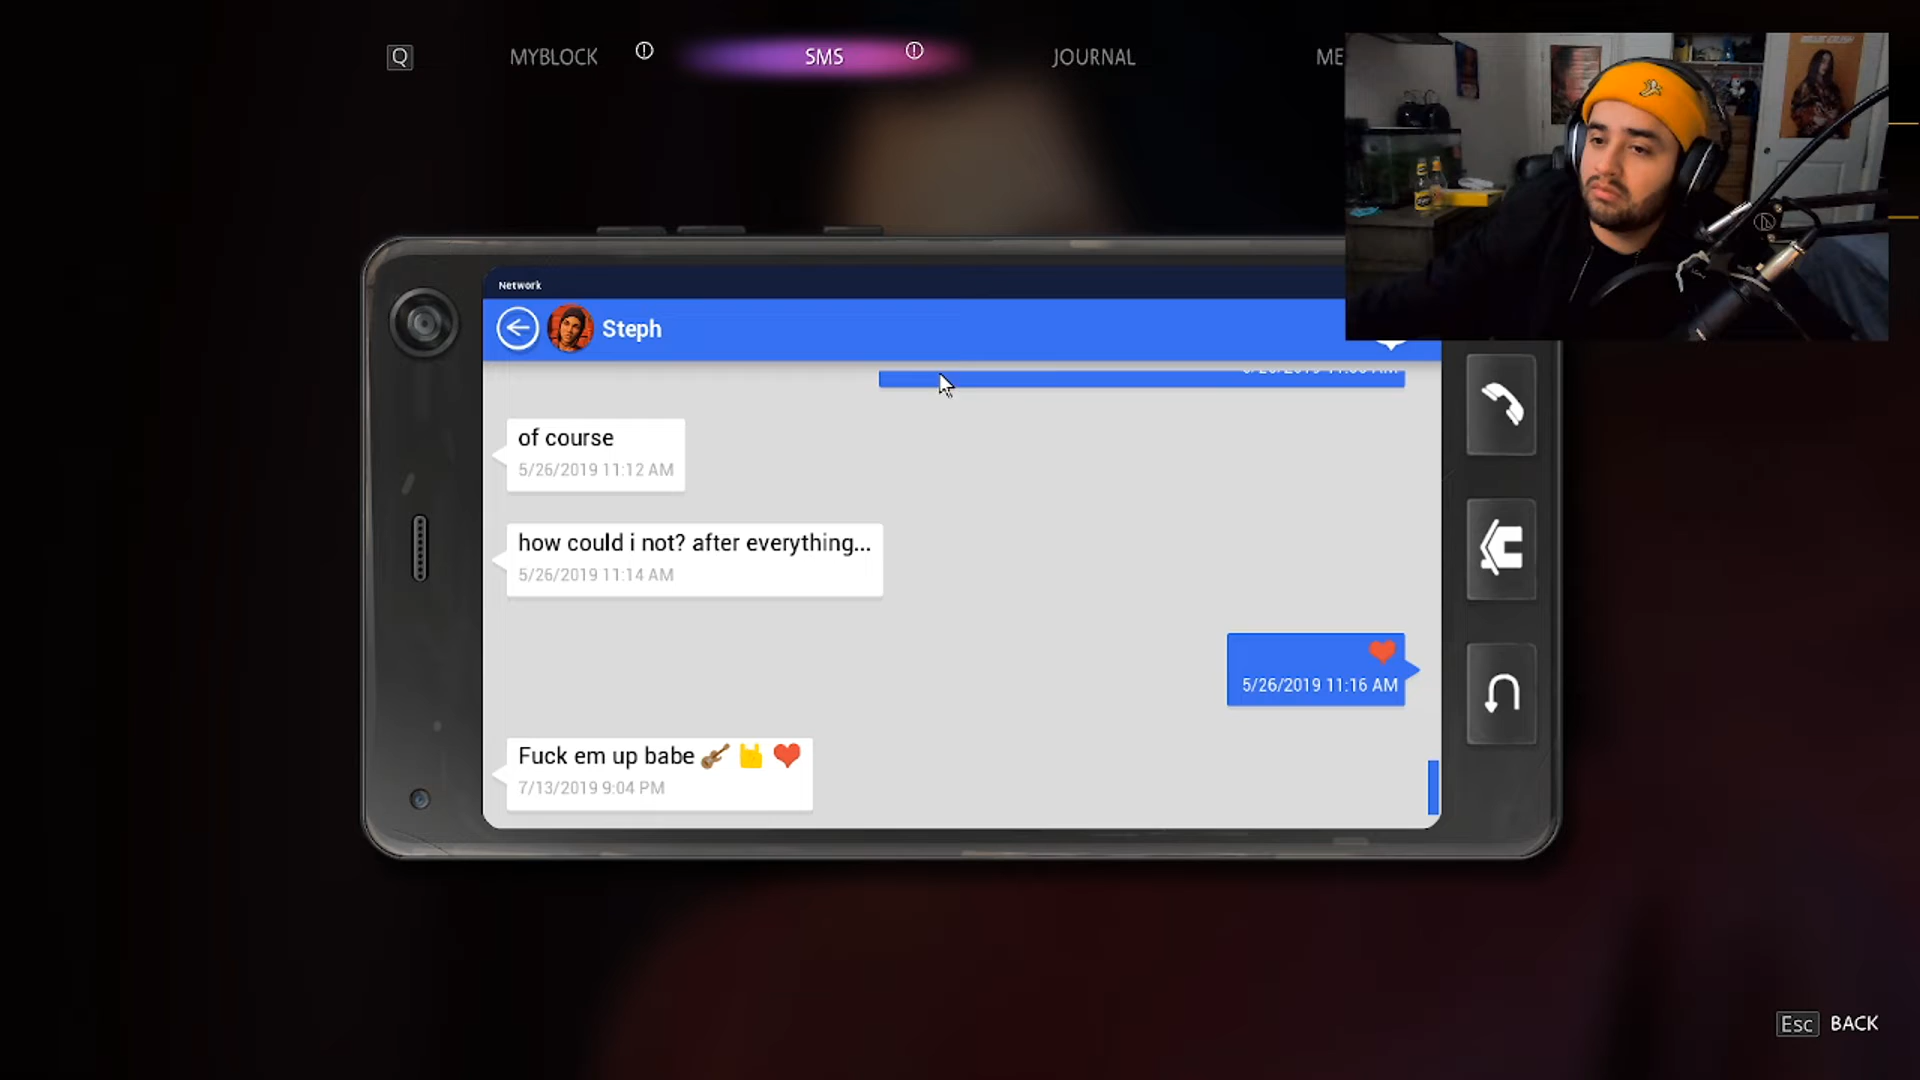 Q MYBLOCK SMS JOURNAL ME
Network
Steph
of course
5/26/2019 11:12 AM
how could i not? after everything...
5/26/2019 11:14 AM
❤
5/26/2019 11:16 AM
Fuck em up babe 🎸 🤘 ❤
7/13/2019 9:04 PM
Esc BACK